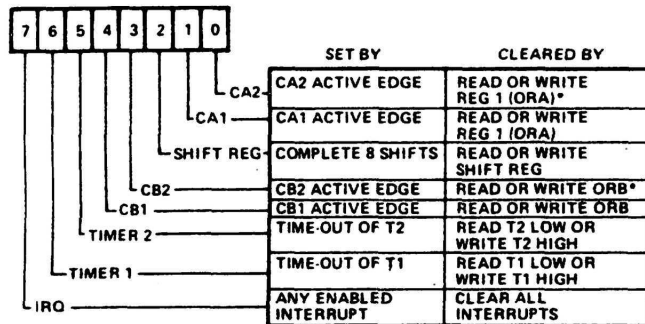 7 6 5 4 3 2 1 0
SET BY CLEARED BY
CA2 CA2 ACTIVE EDGE READ OR WRITE
REG 1 (ORA)*
CA1 CA1 ACTIVE EDGE READ OR WRITE
REG 1 (ORA)
SHIFT REG COMPLETE 8 SHIFTS READ OR WRITE
SHIFT REG
CB2 CB2 ACTIVE EDGE READ OR WRITE ORB*
CB1 CB1 ACTIVE EDGE READ OR WRITE ORB
TIMER 2 TIME-OUT OF T2 READ T2 LOW OR
WRITE T2 HIGH
TIMER 1 TIME-OUT OF T1 READ T1 LOW OR
WRITE T1 HIGH
IRQ ANY ENABLED CLEAR ALL
INTERRUPT INTERRUPTS